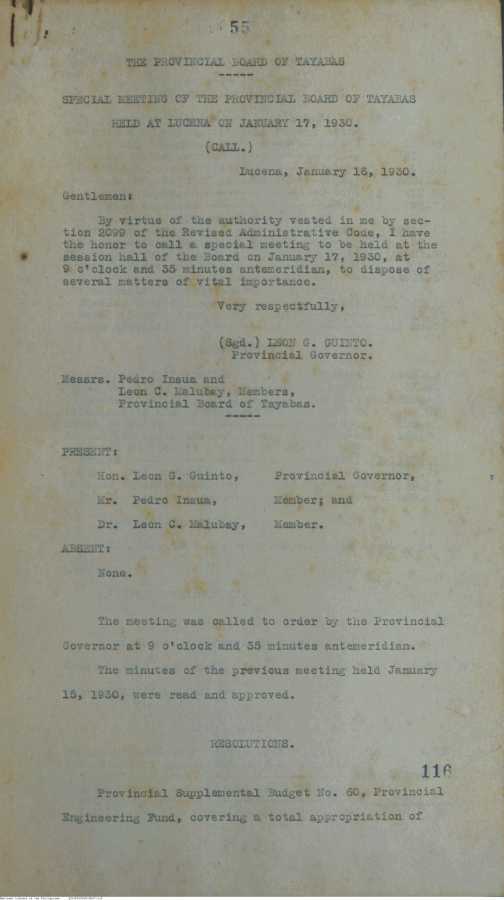 55
THE PROVINCIAL BOARD OF TAYABAS
SPECIAL MEETING OF THE PROVINCIAL BOARD OF TAYABAS
HELD AT LUCENA ON JANUARY 17, 1930.
(CALL.)
Lucena, January 16, 1930.
Gentlemen:
By virtue of the authority vested in me by sec-
tion 2099 of the Revised Administrative Code, I have
the honor to call a special meeting to be held at the
session hall of the Board on January 17, 1930, at
9 o'clock and 35 minutes antemeridian, to dispose of
several matters of vital importance.
Very respectfully,
(Sgd.) LEON G. GUINTO.
Provincial Governor.
Messrs. Pedro Insua and
Leon C. Malubay, Members,
Provincial Board of Tayabas.
PRESENT:
Hon. Leon G. Guinto, Provincial Governor,
Mr. Pedro Insua, Member; and
Dr. Leon C. Malubay, Member.
ABSENT:
None.
The meeting was called to order by the Provincial
Governor at 9 o'clock and 35 minutes antemeridian.
The minutes of the previous meeting held January
15, 1930, were read and approved.
RESOLUTIONS.
116
Provincial Supplemental Budget No. 60, Provincial
Engineering Fund, covering a total appropriation of
National Library of the Philippines